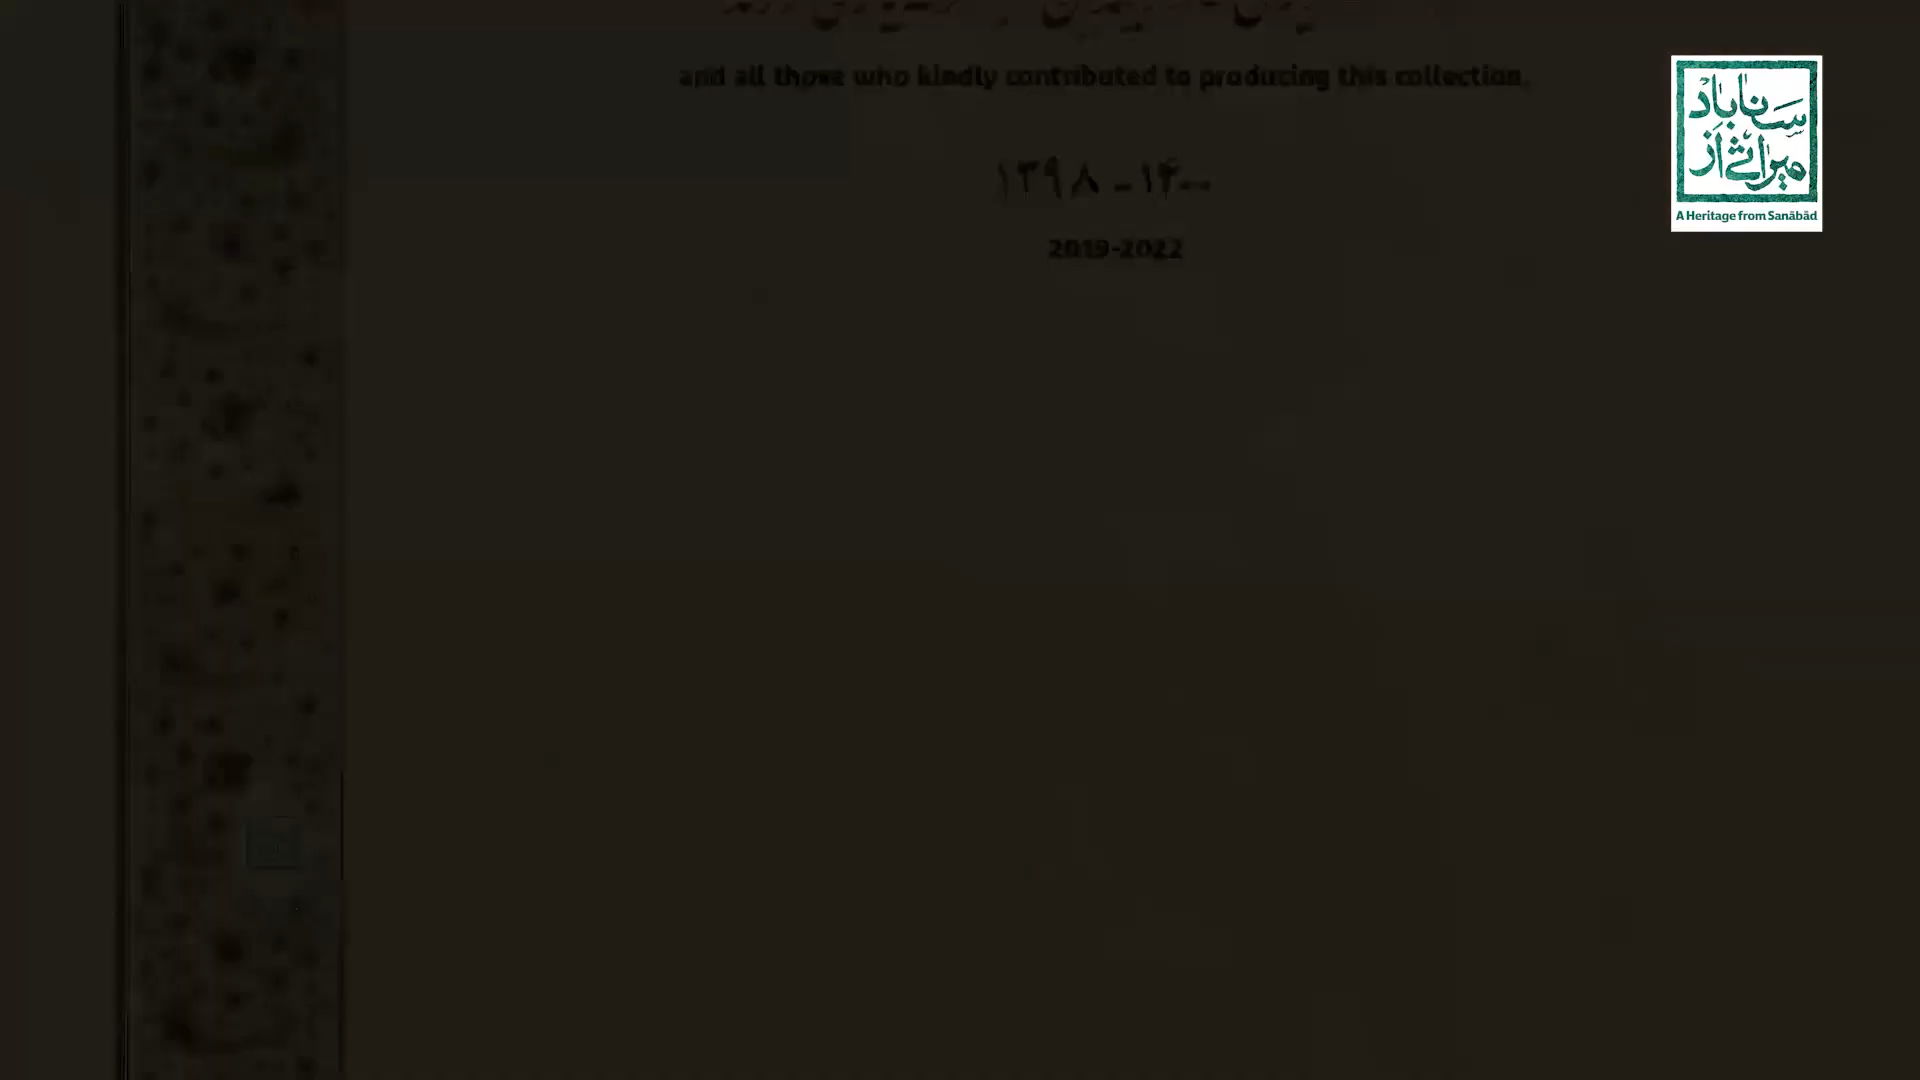 and all those who kindly contributed to producing this collection.
۱۳۹۸ - ۱۴۰۰
2019-2022
میراثی از
سناباد
A Heritage from Sanābād